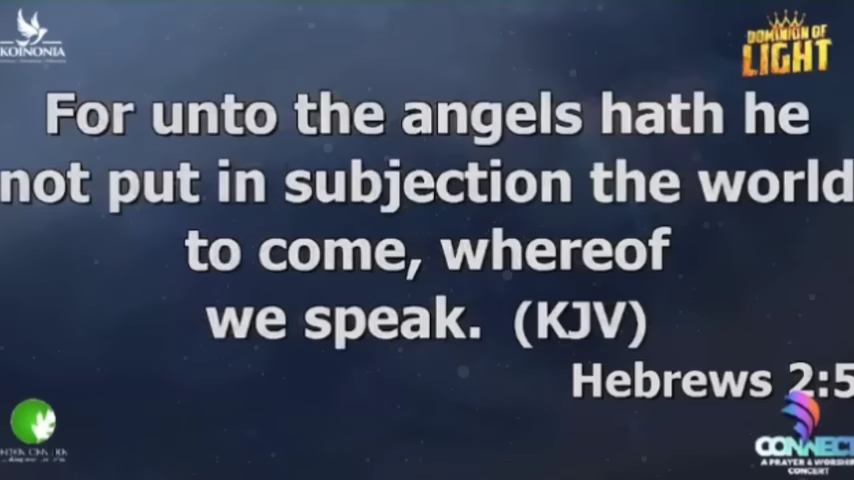 KOINONIA
DOMINION OF
LIGHT
For unto the angels hath he
not put in subjection the world
to come, whereof
we speak. (KJV)
Hebrews 2:5
CONNECT
A PRAYER & WORSHIP
CONCERT